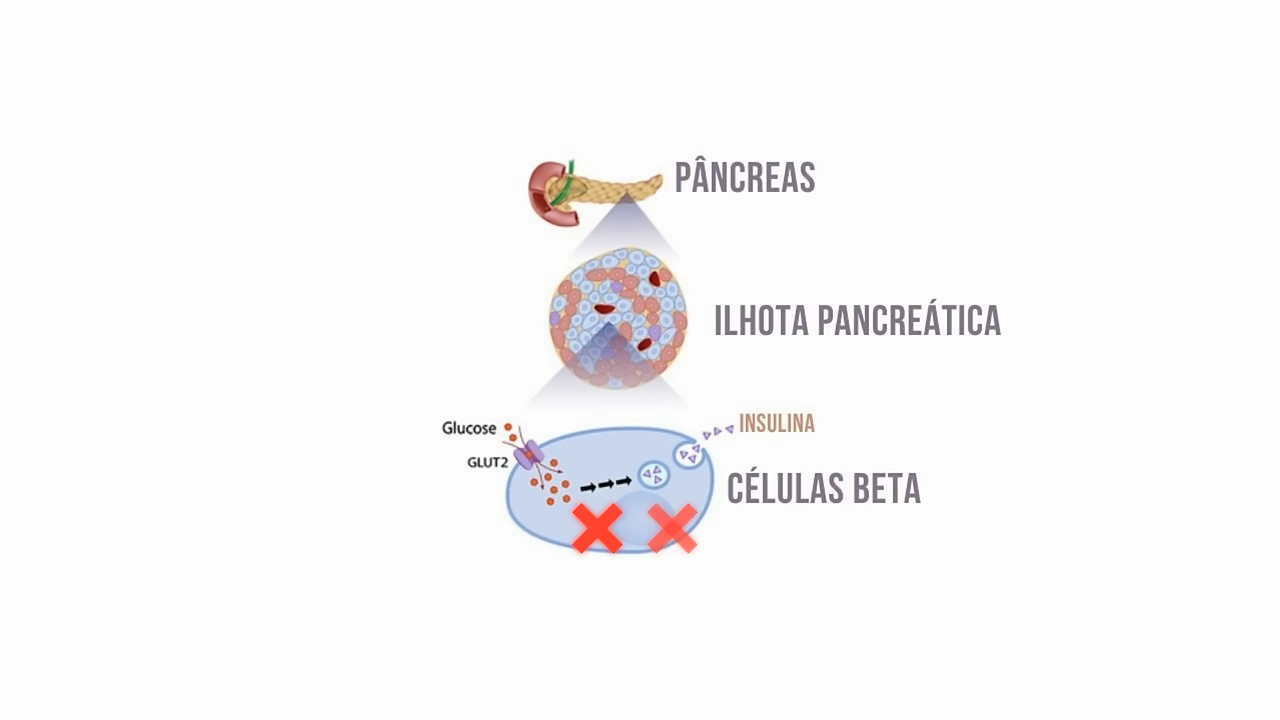 PÂNCREAS
ILHOTA PANCREÁTICA
Glucose
INSULINA
GLUT2
CÉLULAS BETA